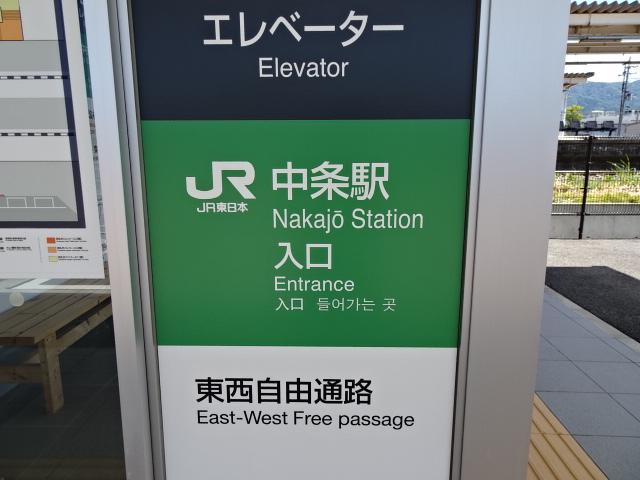 エレベーター
Elevator
JR 中条駅
JR東日本
Nakajō Station
入口
Entrance
入口 들어가는 곳
東西自由通路
East-West Free passage